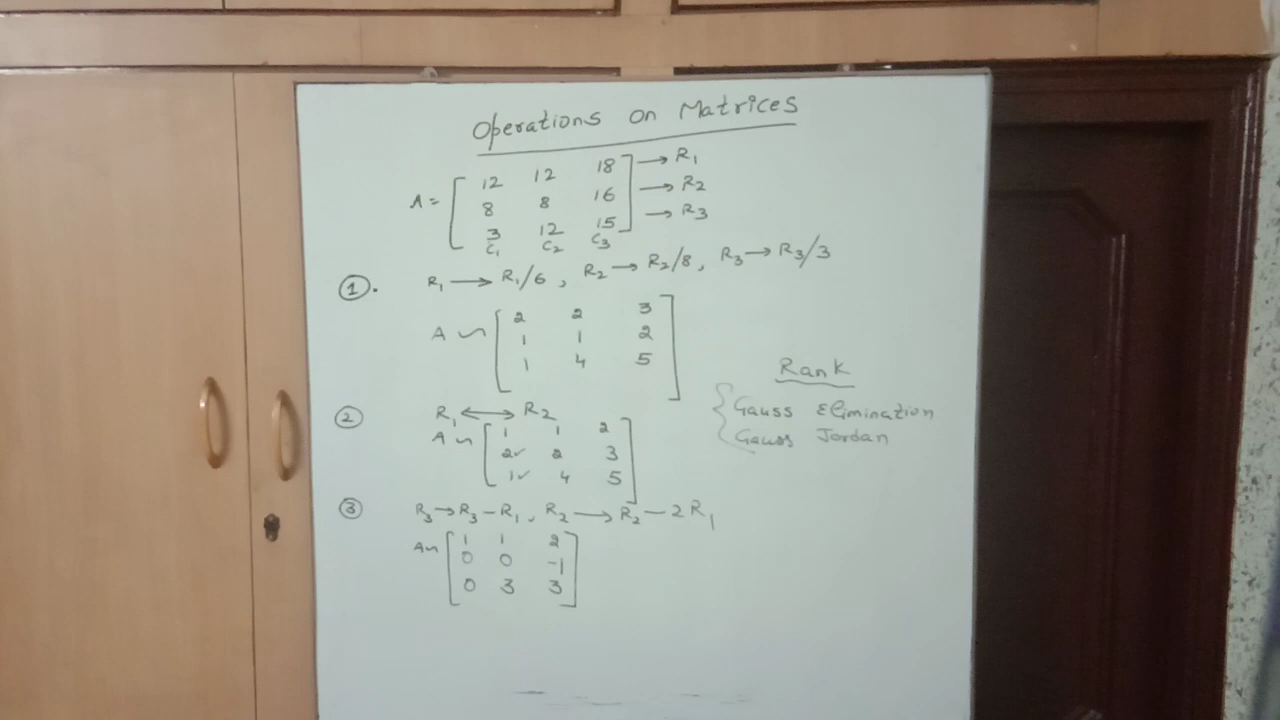 Operations on Matrices
12 12 18 → R1
A = 8 8 16 → R2
3 12 15 → R3
C1 C2 C3
①. R1 → R1/6, R2 → R2/8, R3 → R3/3
2 2 3
A ~ 1 1 2
1 4 5
Rank
Gauss Elimination
Gauss Jordan
② R1 ↔ R2
A ~ 1 1 2
2✓ 2 3
1✓ 4 5
③ R3 → R3 - R1, R2 → R2 - 2R1
A ~ 1 1 2
0 0 -1
0 3 3